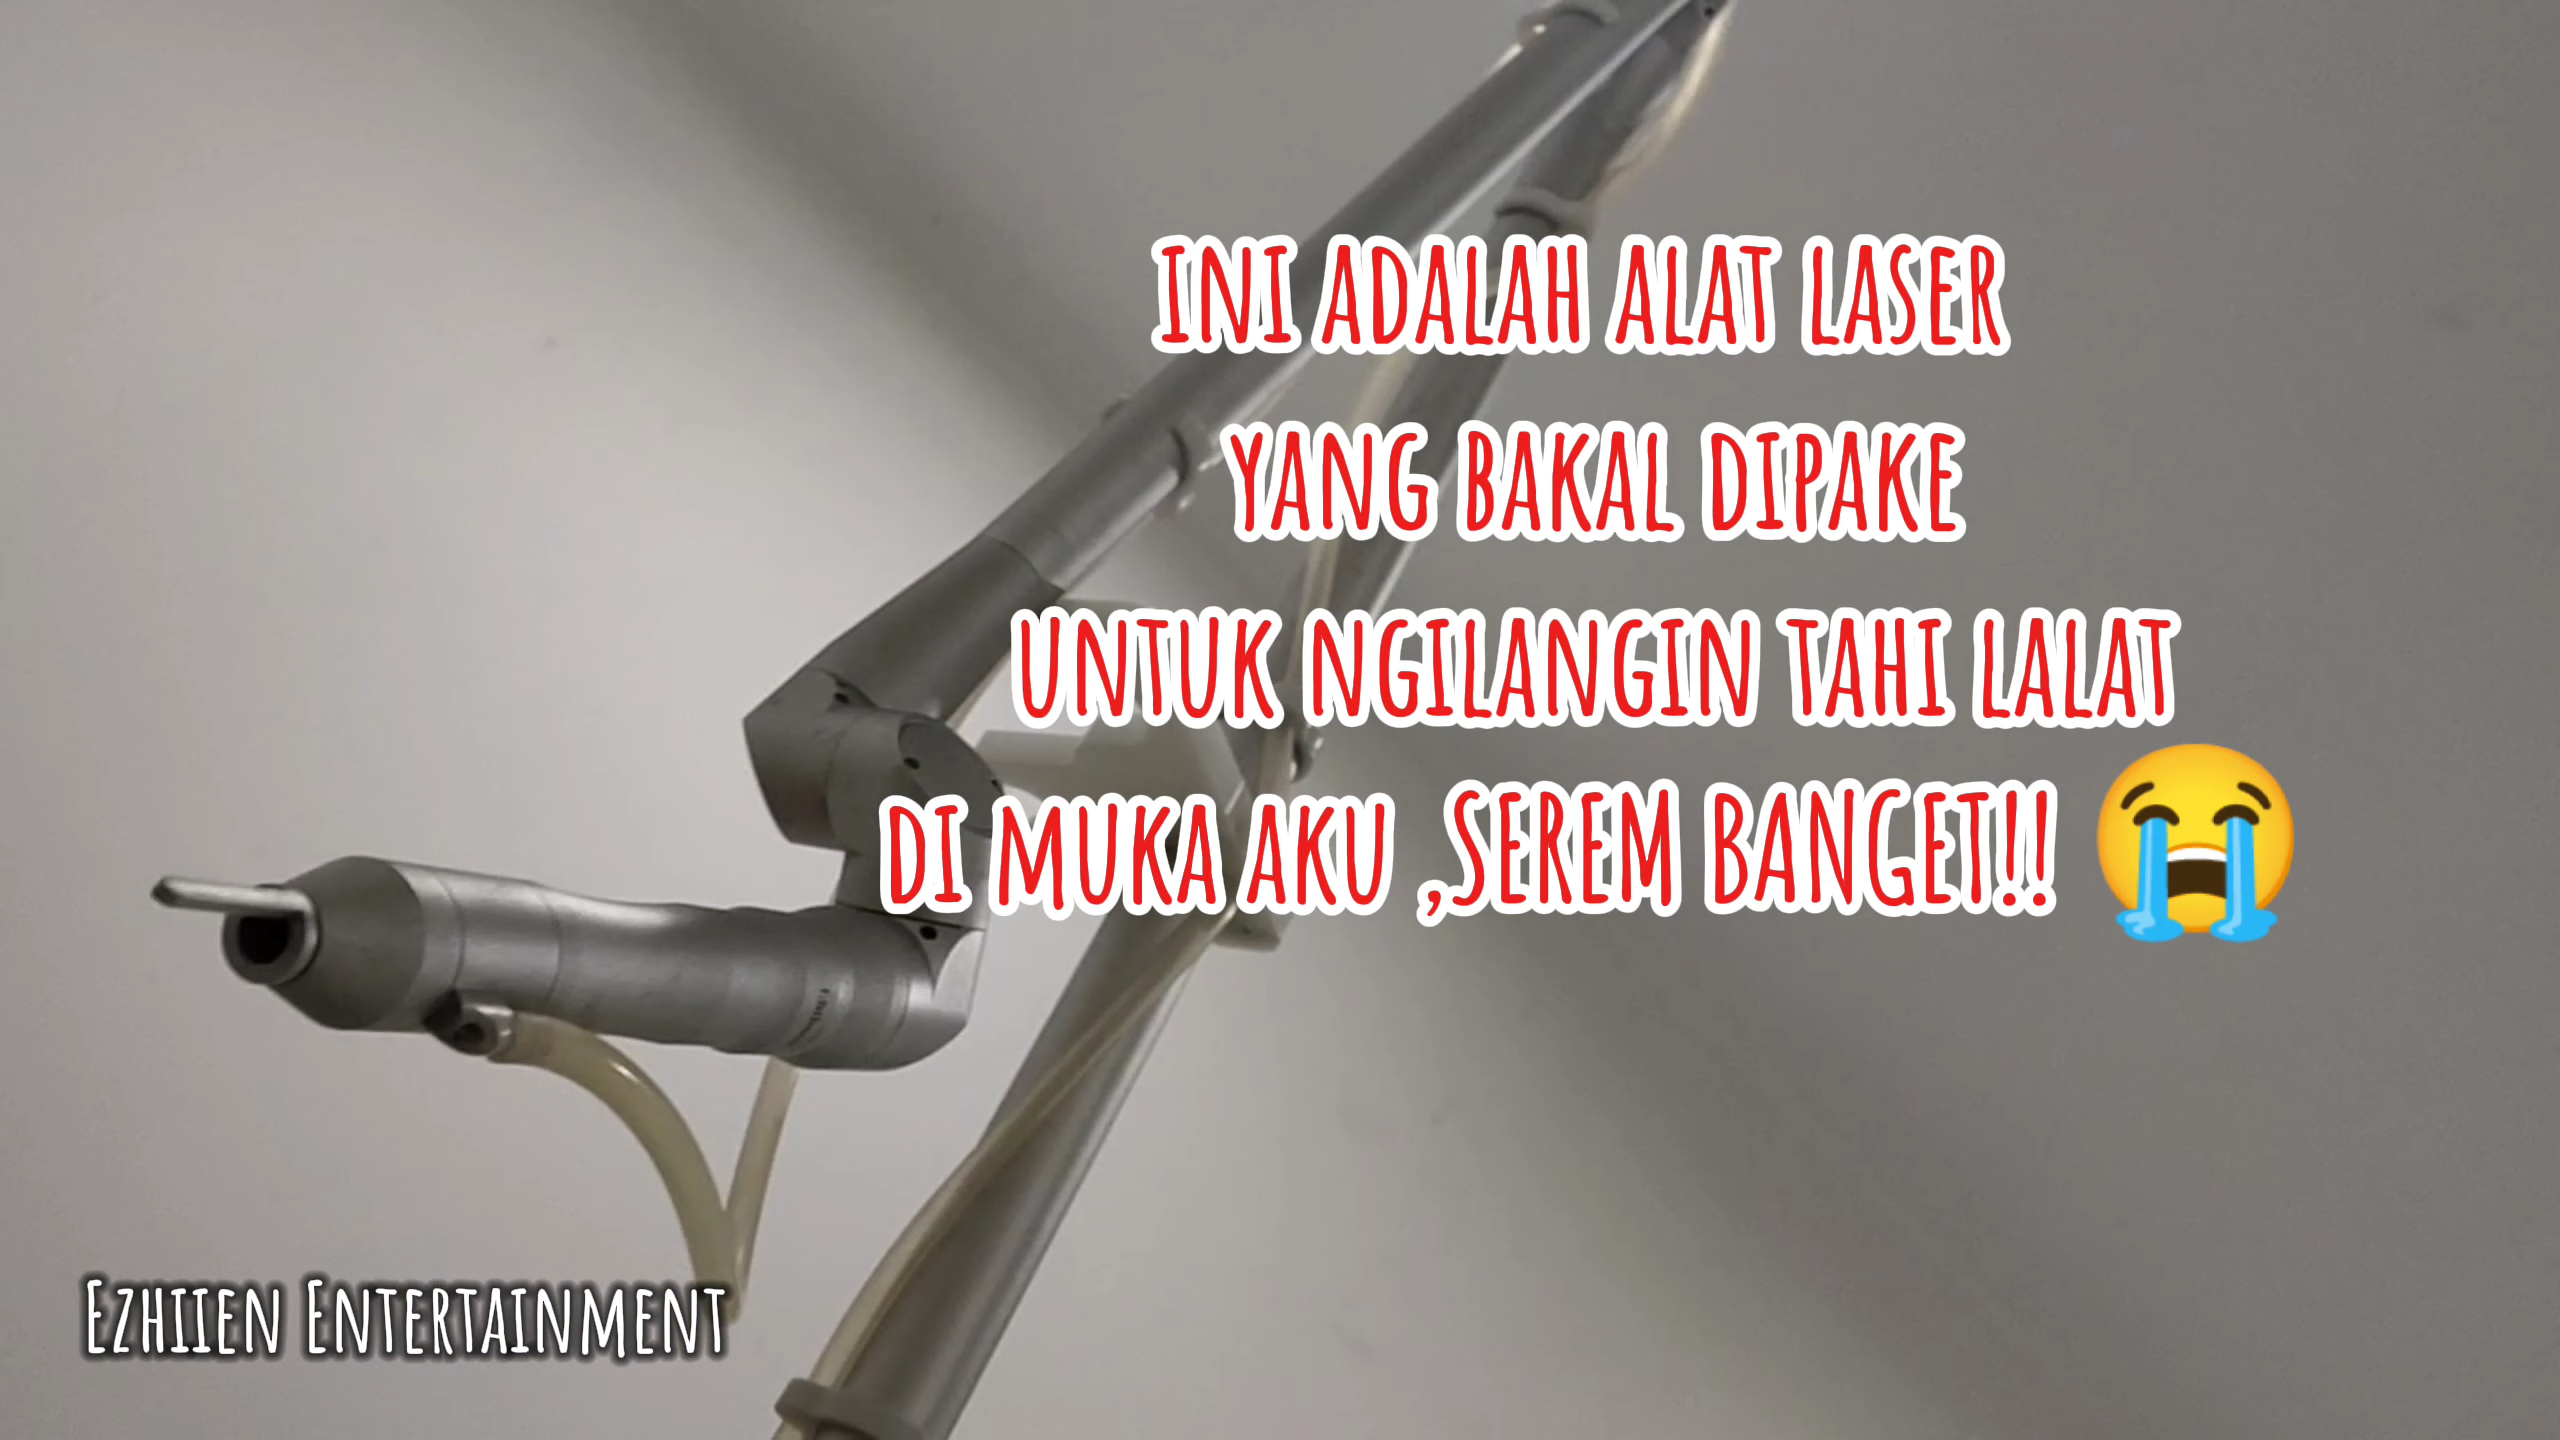 INI ADALAH ALAT LASER
YANG BAKAL DIPAKE
UNTUK NGILANGIN TAHI LALAT
DI MUKA AKU ,SEREM BANGET!! 😭
EZHIIEN ENTERTAINMENT